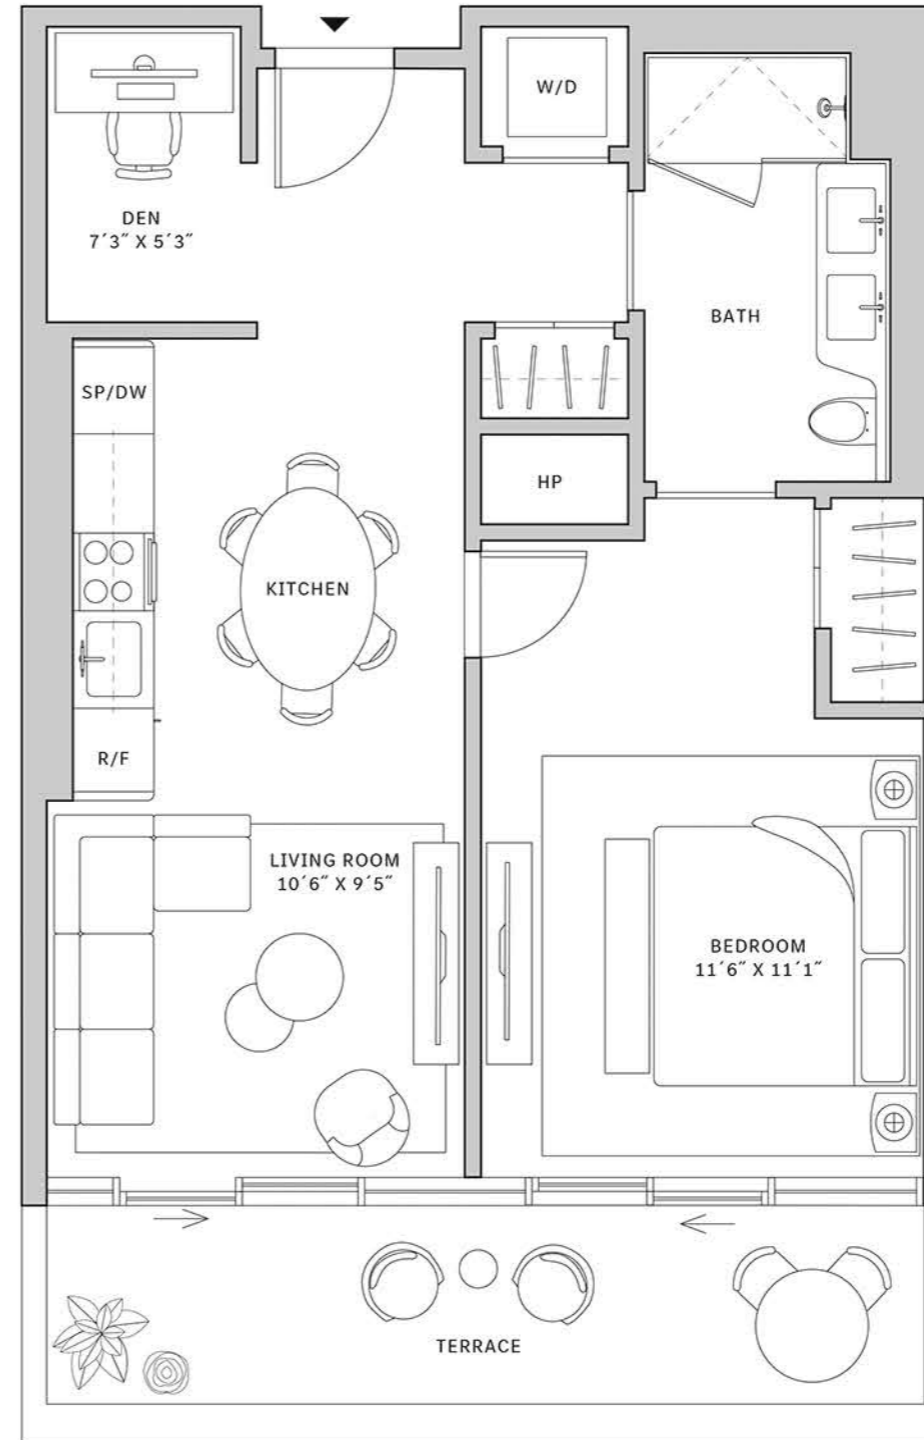 W/D
DEN
7´3″ X 5´3″
BATH
SP/DW
HP
KITCHEN
R/F
LIVING ROOM
10´6″ X 9´5″
BEDROOM
11´6″ X 11´1″
TERRACE